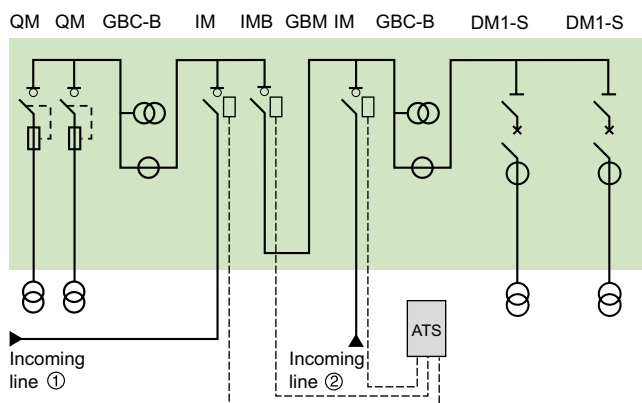 QM QM GBC-B IM IMB GBM IM GBC-B DM1-S DM1-S
ATS
Incoming
line ①
Incoming
line ②